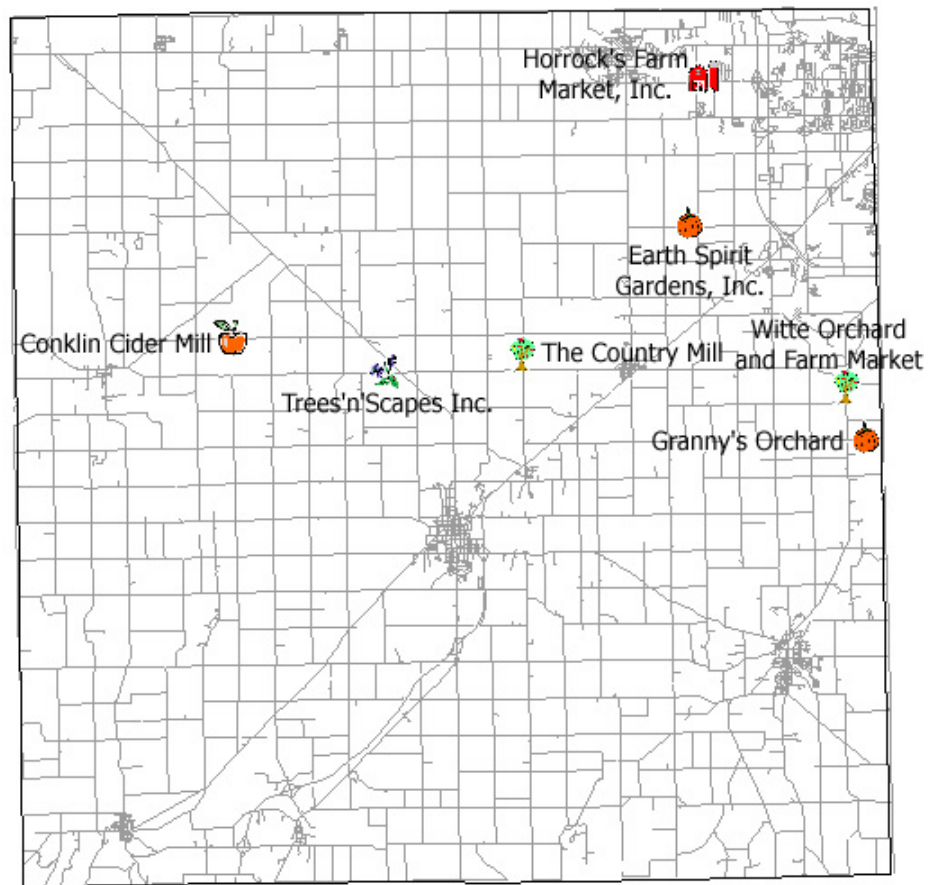 Horrock's Farm
Market, Inc.
Earth Spirit
Gardens, Inc.
Conklin Cider Mill
The Country Mill
Witte Orchard
and Farm Market
Trees'n'Scapes Inc.
Granny's Orchard